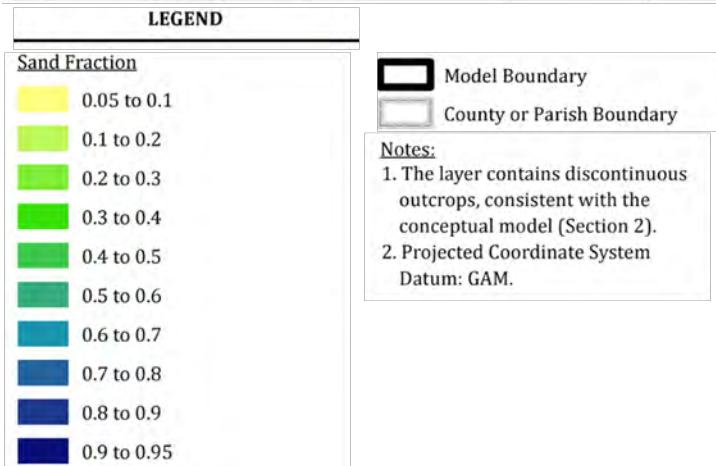 LEGEND
Sand Fraction
0.05 to 0.1
0.1 to 0.2
0.2 to 0.3
0.3 to 0.4
0.4 to 0.5
0.5 to 0.6
0.6 to 0.7
0.7 to 0.8
0.8 to 0.9
0.9 to 0.95
Model Boundary
County or Parish Boundary
Notes:
1. The layer contains discontinuous
outcrops, consistent with the
conceptual model (Section 2).
2. Projected Coordinate System
Datum: GAM.